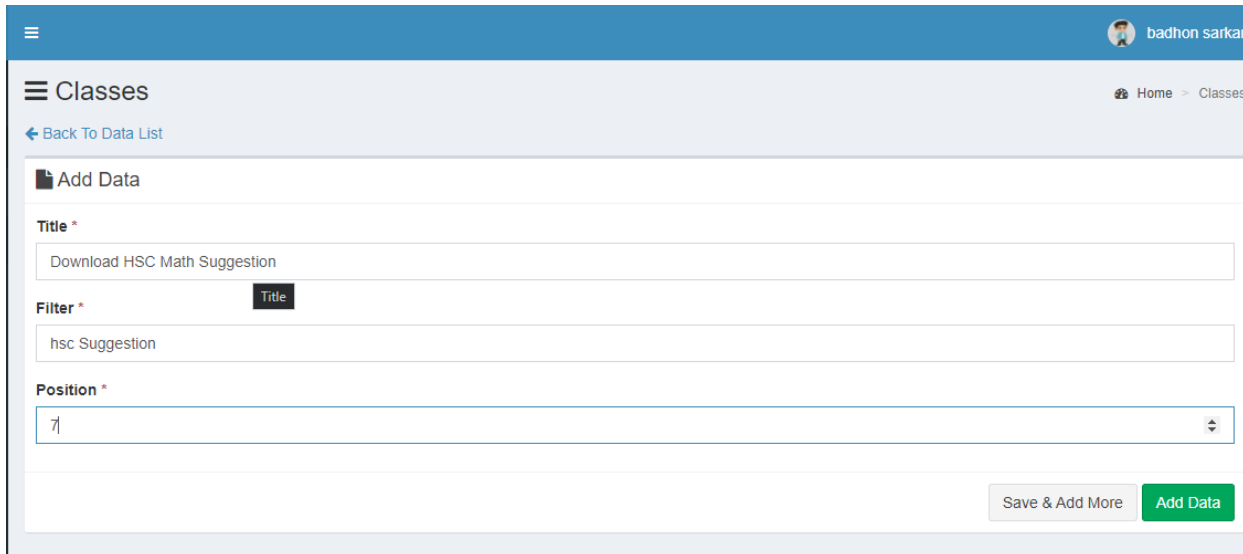 badhon sarkar
Classes
Home > Classes
Back To Data List
Add Data
Title *
Download HSC Math Suggestion
Title
Filter *
hsc Suggestion
Position *
7
Save & Add More
Add Data